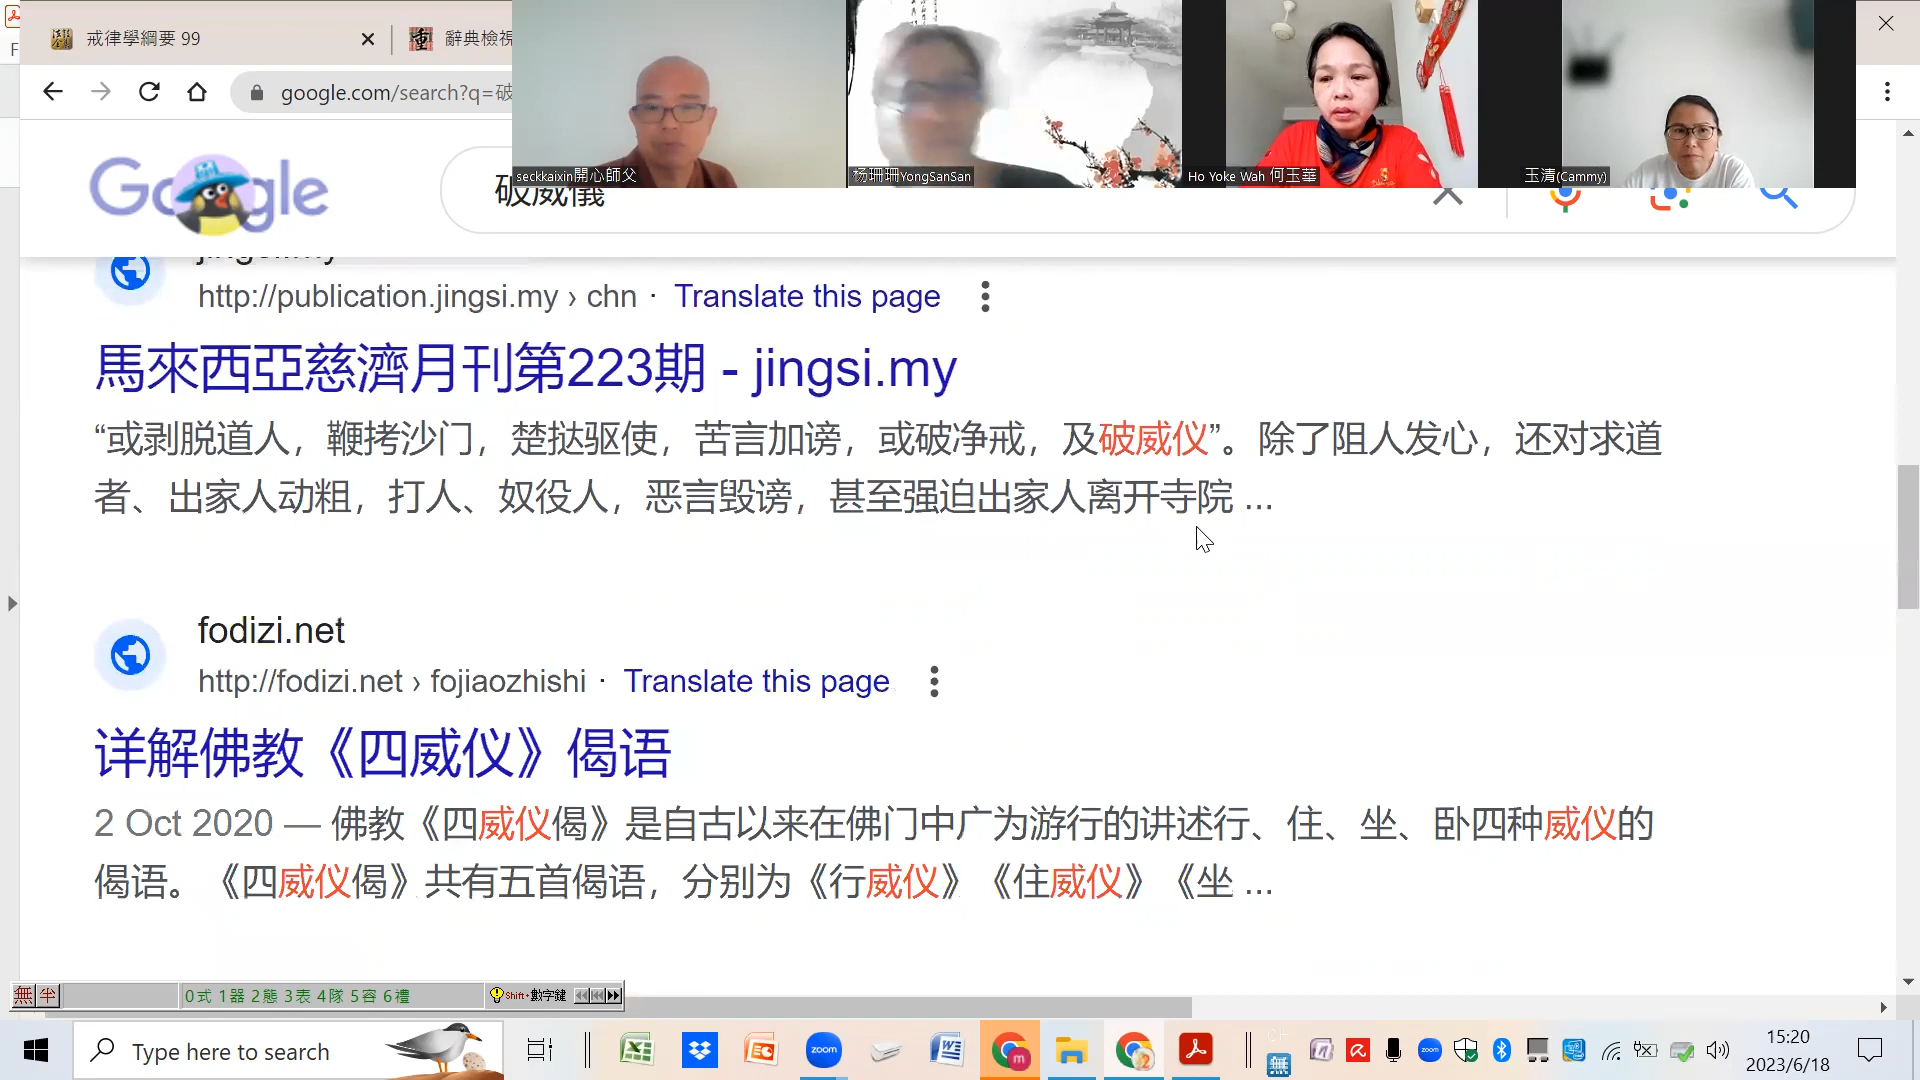 戒律學綱要 99
辭典檢視
google.com/search?q=破
Google
破威儀
seckkaixin開心師父
杨珊珊YongSanSan
Ho Yoke Wah 何玉華
玉清(Cammy)
jingsi.my
http://publication.jingsi.my › chn · Translate this page
馬來西亞慈濟月刊第223期 - jingsi.my
“或剥脱道人，鞭拷沙门，楚挞驱使，苦言加谤，或破净戒，及破威仪”。除了阻人发心，还对求道
者、出家人动粗，打人、奴役人，恶言毁谤，甚至强迫出家人离开寺院 ...
fodizi.net
http://fodizi.net › fojiaozhishi · Translate this page
详解佛教《四威仪》偈语
2 Oct 2020 — 佛教《四威仪偈》是自古以来在佛门中广为游行的讲述行、住、坐、卧四种威仪的
偈语。《四威仪偈》共有五首偈语，分别为《行威仪》《住威仪》《坐 ...
無 半 0式 1器 2態 3表 4隊 5容 6禮 Shift+數字鍵
Type here to search
zoom
15:20
2023/6/18